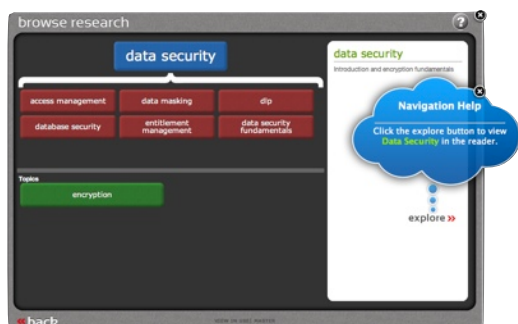 browse research
?
data security
access management
data masking
dlp
database security
entitlement
management
data security
fundamentals
Topics
encryption
data security
Introduction and encryption fundamentals
Navigation Help
Click the explore button to view
Data Security in the reader.
explore »
«back